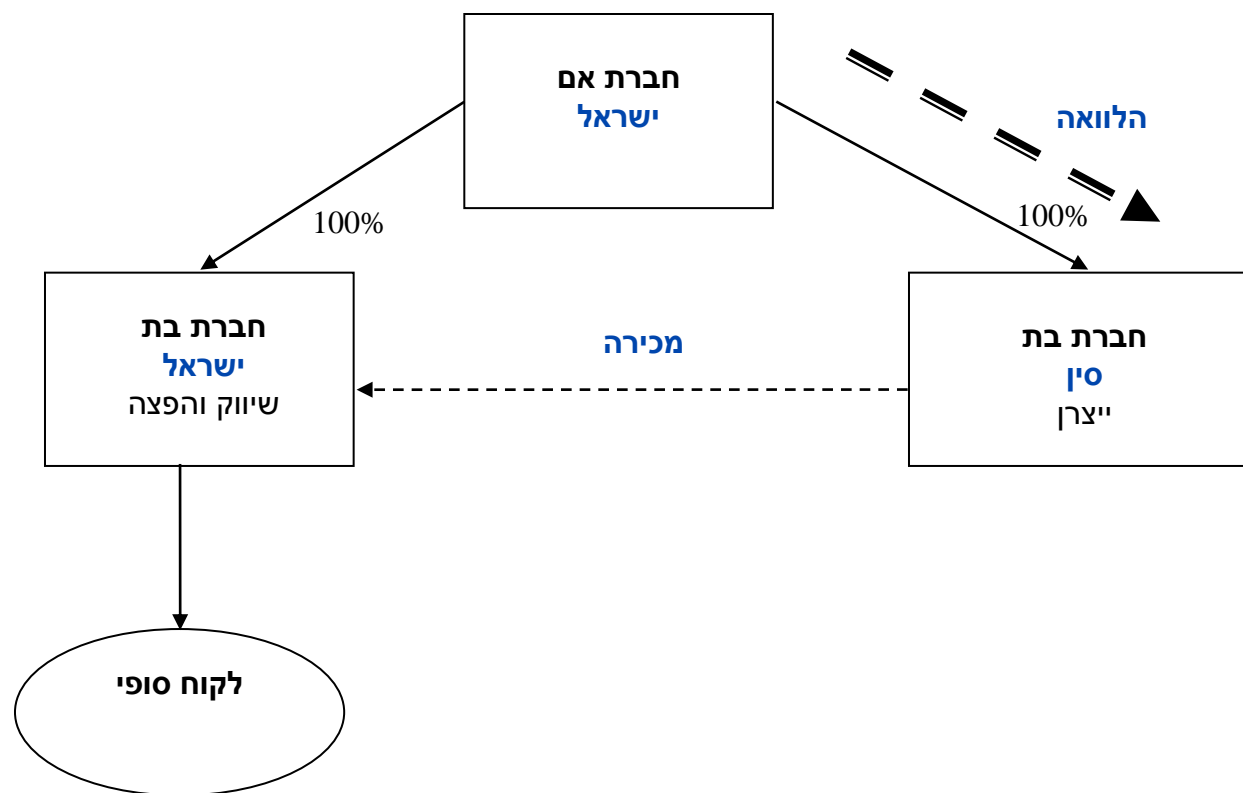 חברת אם
ישראל
הלוואה
100%
100%
חברת בת
סין
ייצרן
מכירה
חברת בת
ישראל
שיווק והפצה
לקוח סופי